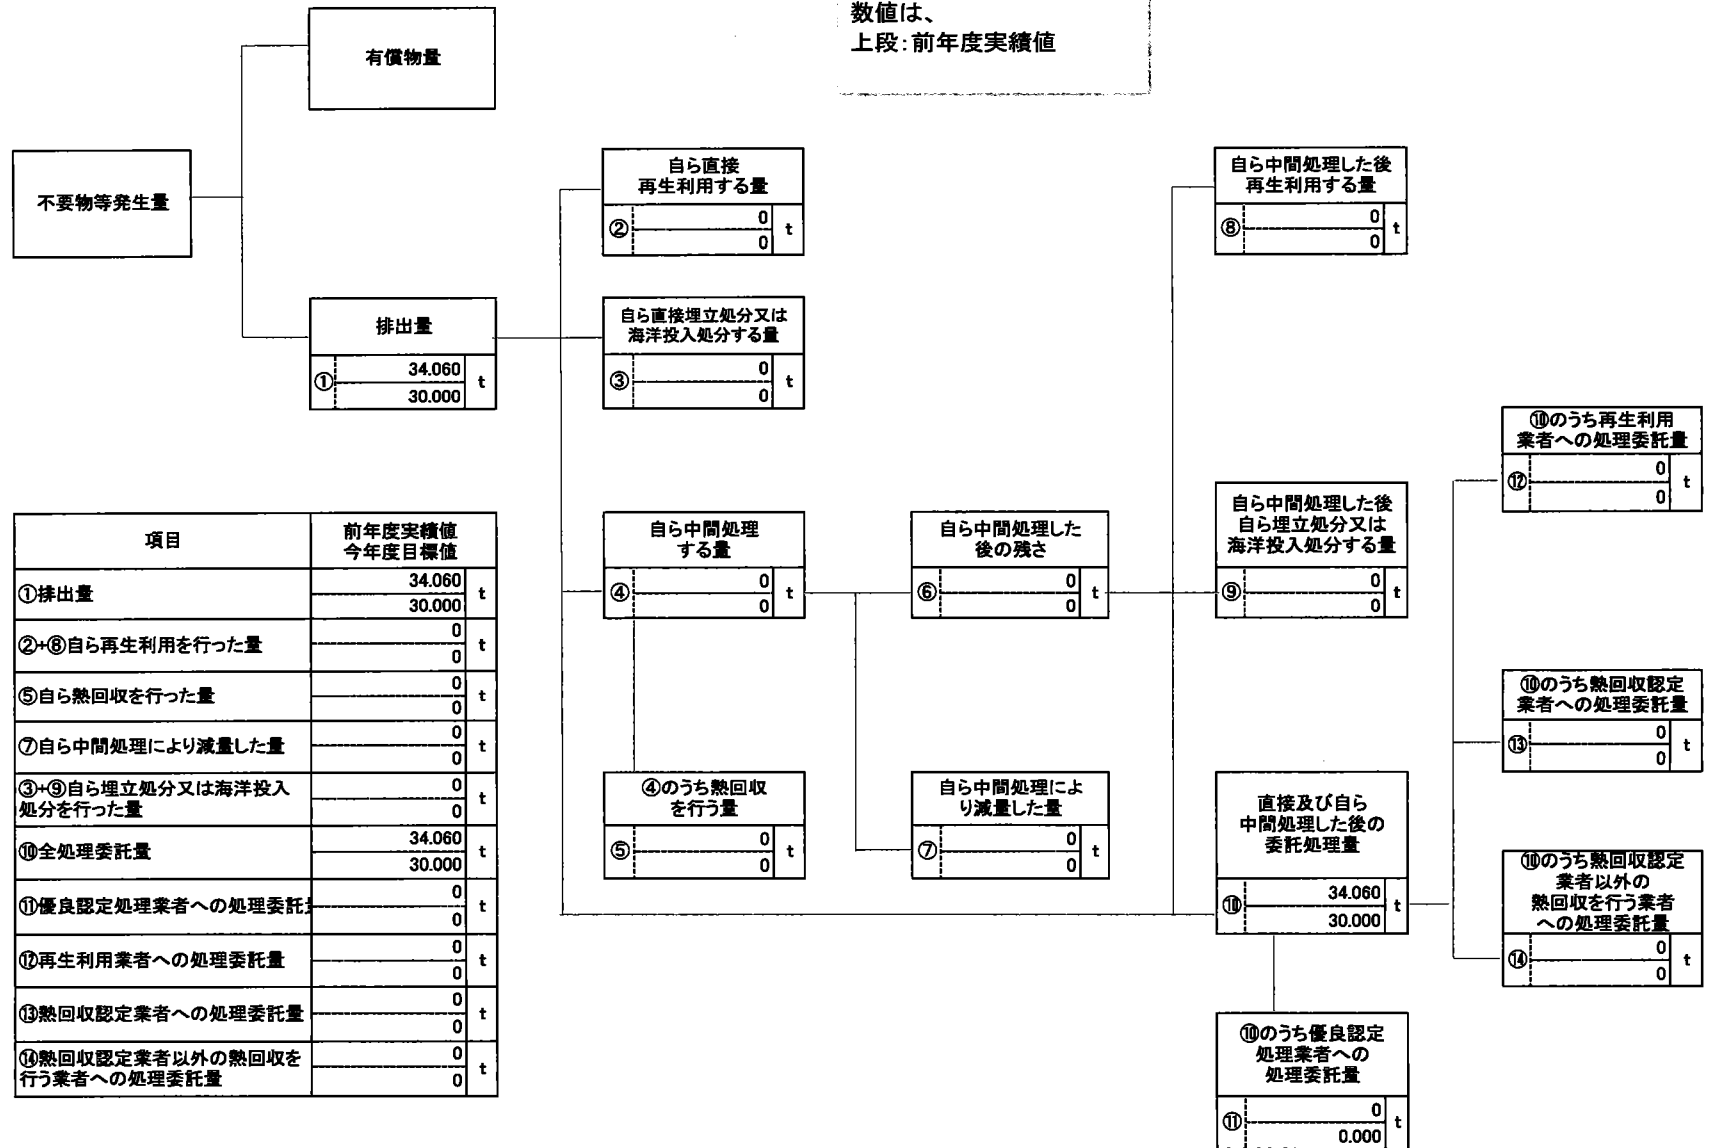 数値は、
上段:前年度実績値
有償物量
不要物等発生量
排出量
① 34.060 t
30.000
自ら直接
再生利用する量
② 0 t
0
自ら直接埋立処分又は
海洋投入処分する量
③ 0 t
0
自ら中間処理
する量
④ 0 t
0
④のうち熱回収
を行う量
⑤ 0 t
0
自ら中間処理した
後の残さ
⑥ 0 t
0
自ら中間処理によ
り減量した量
⑦ 0 t
0
自ら中間処理した後
再生利用する量
⑧ 0 t
0
自ら中間処理した後
自ら埋立処分又は
海洋投入処分する量
⑨ 0 t
0
直接及び自ら
中間処理した後の
委託処理量
⑩ 34.060 t
30.000
⑩のうち優良認定
処理業者への
処理委託量
⑪ 0 t
0.000
⑩のうち再生利用
業者への処理委託量
⑫ 0 t
0
⑩のうち熱回収認定
業者への処理委託量
⑬ 0 t
0
⑩のうち熱回収認定
業者以外の
熱回収を行う業者
への処理委託量
⑭ 0 t
0
項目 前年度実績値
今年度目標値
①排出量 34.060 t
30.000
②+⑧自ら再生利用を行った量 0 t
0
⑤自ら熱回収を行った量 0 t
0
⑦自ら中間処理により減量した量 0 t
0
③+⑨自ら埋立処分又は海洋投入
処分を行った量 0 t
0
⑩全処理委託量 34.060 t
30.000
⑪優良認定処理業者への処理委託 0 t
0
⑫再生利用業者への処理委託量 0 t
0
⑬熱回収認定業者への処理委託量 0 t
0
⑭熱回収認定業者以外の熱回収を
行う業者への処理委託量 0 t
0